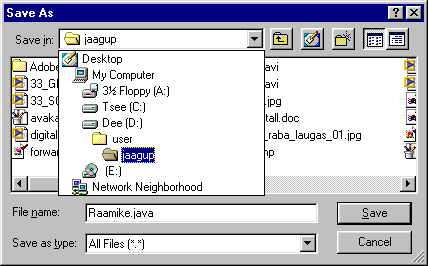 Save As
Save in: jaagup
Desktop
My Computer
3½ Floppy (A:)
Tsee (C:)
Dee (D:)
user
jaagup
(E:)
Network Neighborhood
Adobe
33_G
33_S
avaka
digital
forwar
avi
avi
.jpg
tall.doc
_raba_laugas_01.jpg
mp
File name: Raamike.java
Save
Save as type: All Files (*.*)
Cancel